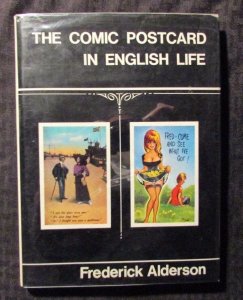 THE COMIC POSTCARD
IN ENGLISH LIFE
FRED - COME
AND SEE
WHAT I'VE
GOT!
Frederick Alderson